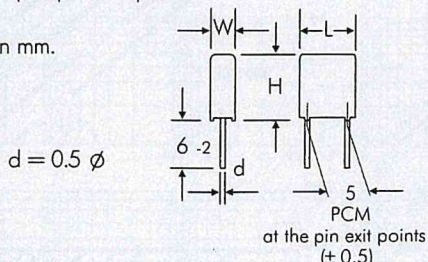 n mm.
W
L
H
6 -2
d
d = 0.5 ø
5
PCM
at the pin exit points
(± 0.5)